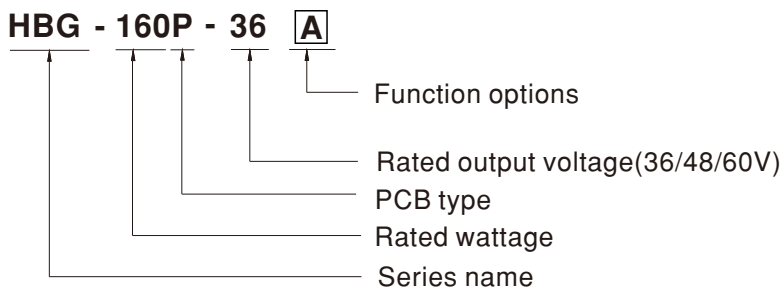 HBG - 160P - 36 A
Function options
Rated output voltage(36/48/60V)
PCB type
Rated wattage
Series name